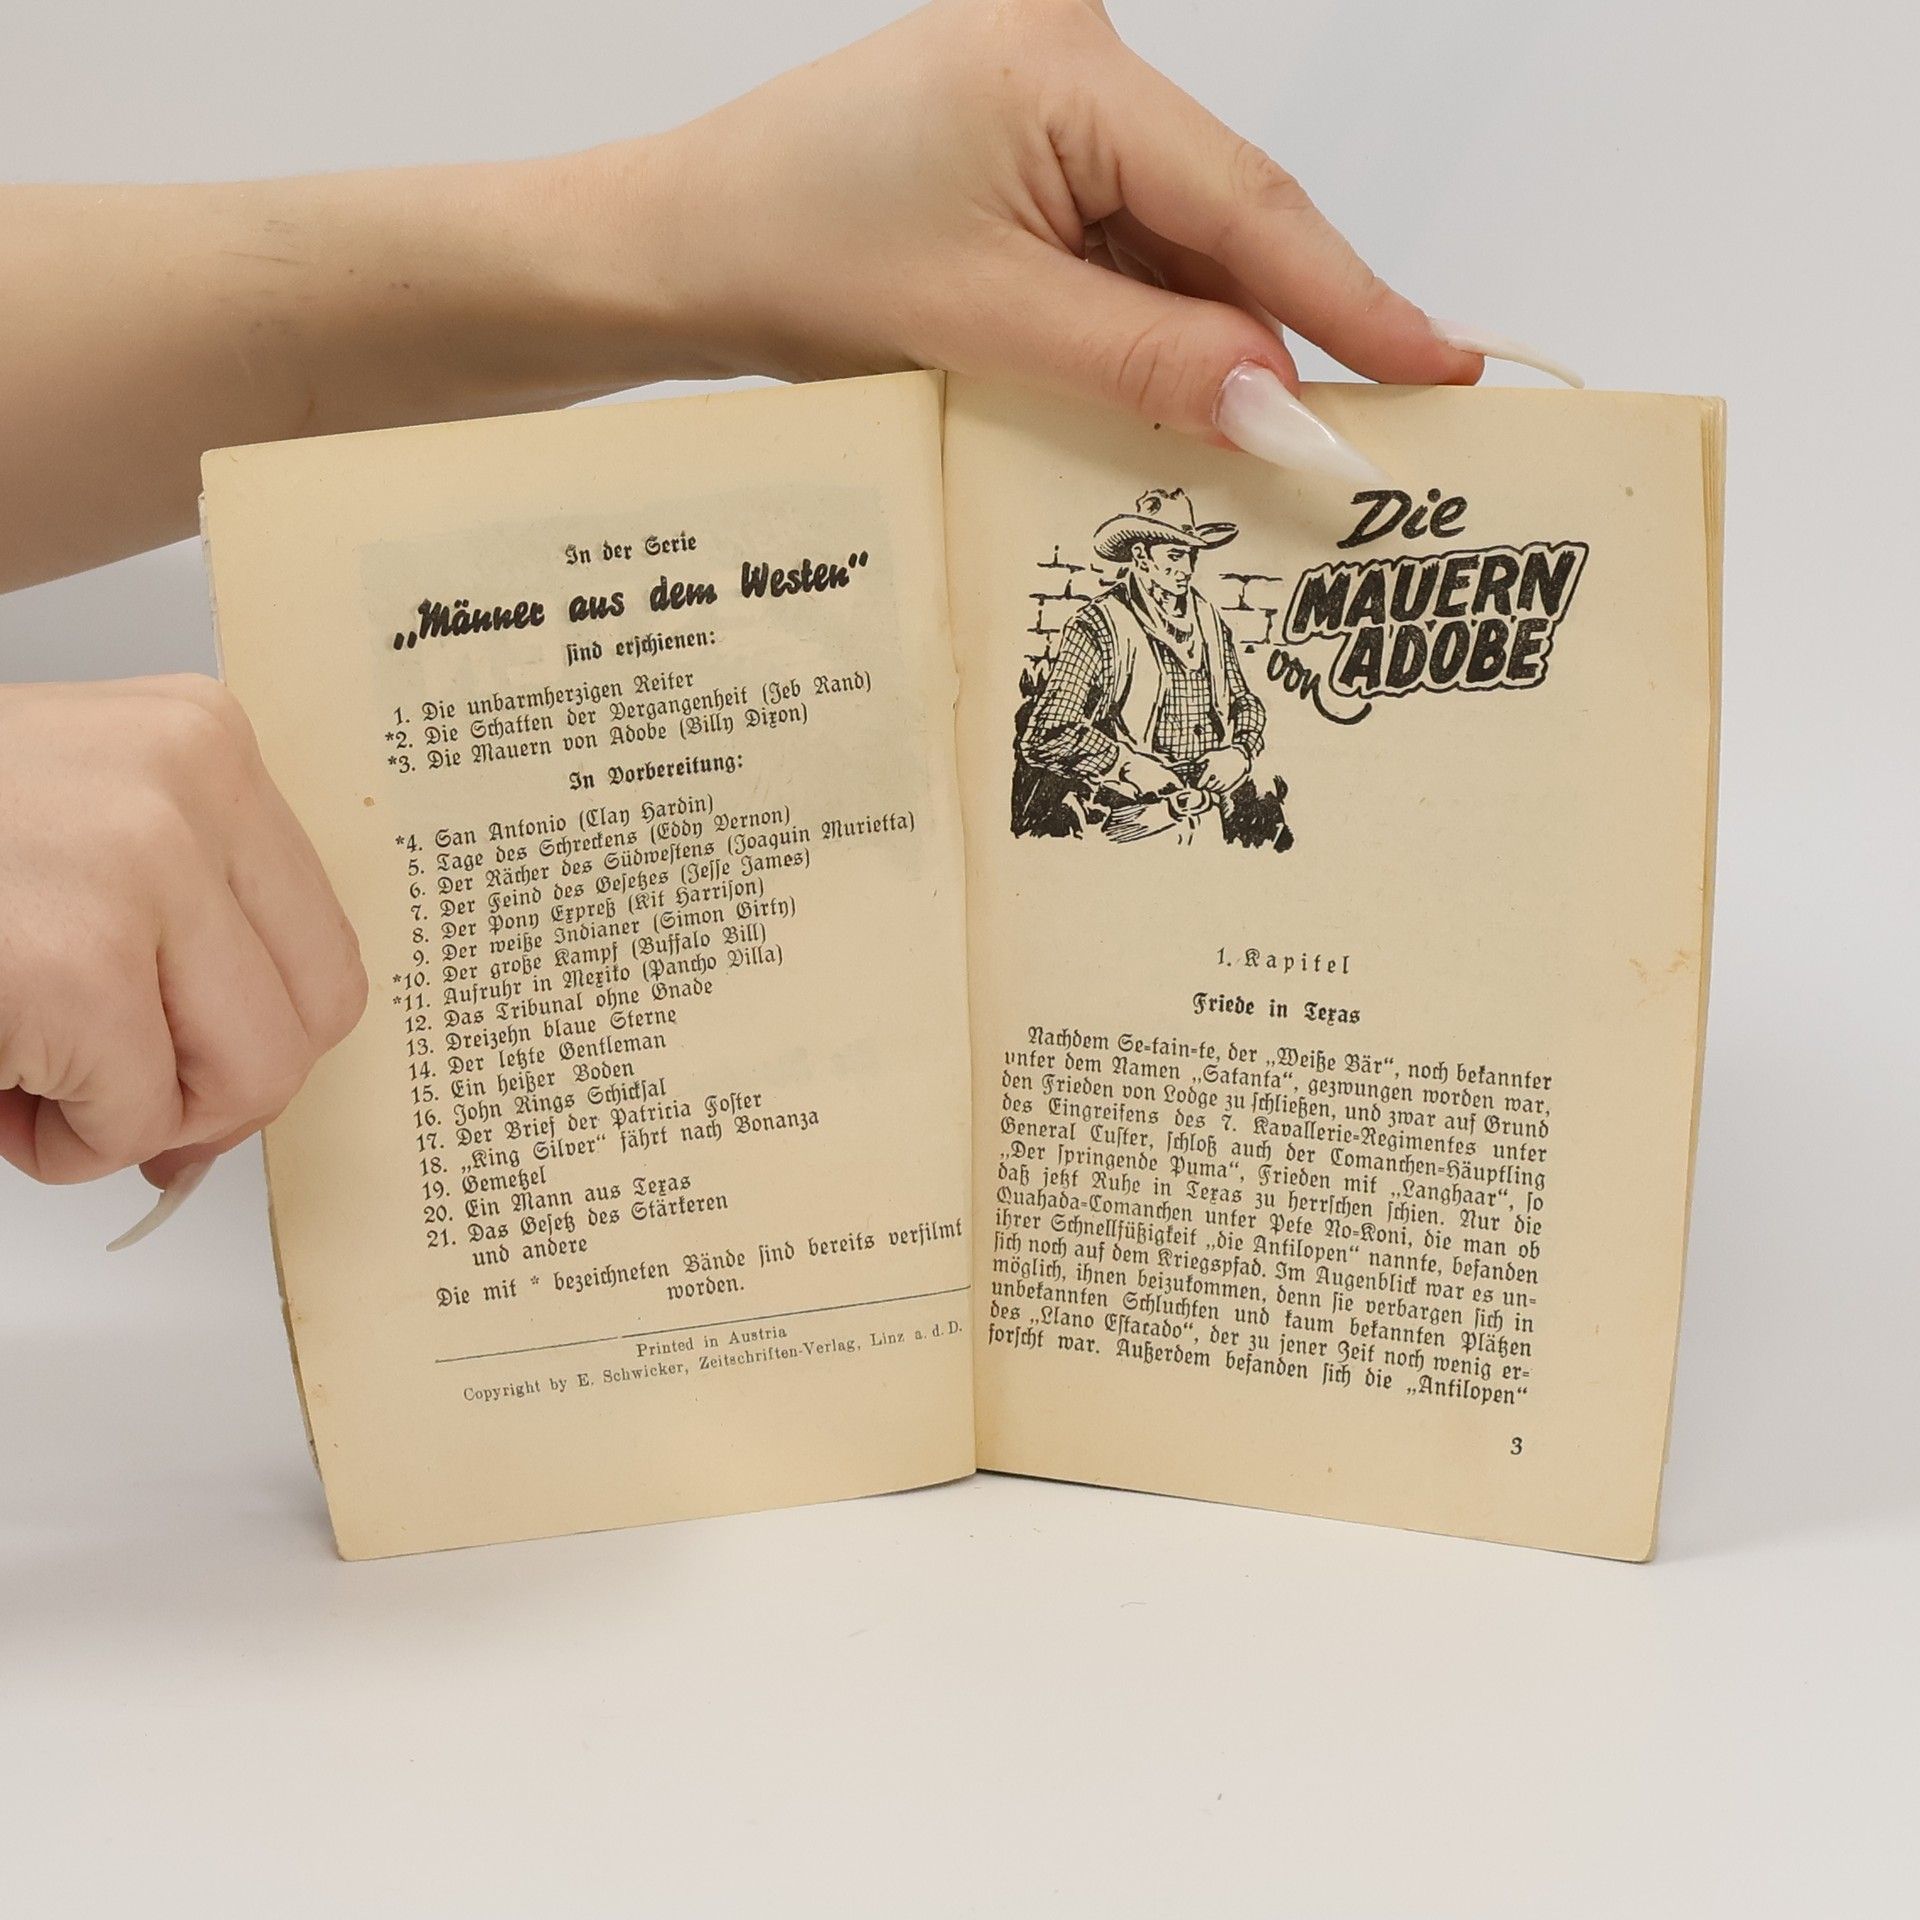 In der Serie
„Männer aus dem Westen“
sind erschienen:
1. Die unbarmherzigen Reiter
*2. Die Schatten der Vergangenheit (Jeb Rand)
*3. Die Mauern von Adobe (Billy Dixon)
In Vorbereitung:
*4. San Antonio (Clay Hardin)
5. Tage des Schreckens (Eddy Vernon)
6. Der Rächer des Südwestens (Joaquin Murietta)
7. Der Feind des Gesetzes (Jesse James)
8. Der Pony Expreß (Kit Harrison)
9. Der weiße Indianer (Simon Girty)
*10. Der große Kampf (Buffalo Bill)
*11. Aufruhr in Mexiko (Pancho Villa)
12. Das Tribunal ohne Gnade
13. Dreizehn blaue Sterne
14. Der letzte Gentleman
15. Ein heißer Boden
16. John Rings Schicksal
17. Der Brief der Patricia Foster
18. „King Silver“ fährt nach Bonanza
19. Gemetzel
20. Ein Mann aus Texas
21. Das Gesetz des Stärkeren
und andere
Die mit * bezeichneten Bände sind bereits verfilmt
worden.
Printed in Austria
Copyright by E. Schwicker, Zeitschriften-Verlag, Linz a. d. D.
Die
MAUERN
von ADOBE
1. Kapitel
Friede in Texas
Nachdem Se-tain-te, der „Weiße Bär“, noch bekannter
unter dem Namen „Satanta“, gezwungen worden war,
den Frieden von Lodge zu schließen, und zwar auf Grund
des Eingreifens des 7. Kavallerie-Regimentes unter
General Custer, schloß auch der Comanchen-Häuptling
„Der springende Puma“, Frieden mit „Langhaar“, so
daß jetzt Ruhe in Texas zu herrschen schien. Nur die
Quahada-Comanchen unter Pete No-Koni, die man ob
ihrer Schnellfüßigkeit „die Antilopen“ nannte, befanden
sich noch auf dem Kriegspfad. Im Augenblick war es un-
möglich, ihnen beizukommen, denn sie verbargen sich in
unbekannten Schluchten und kaum bekannten Plätzen
des „Llano Estacado“, der zu jener Zeit noch wenig er-
forscht war. Außerdem befanden sich die „Antilopen“
3